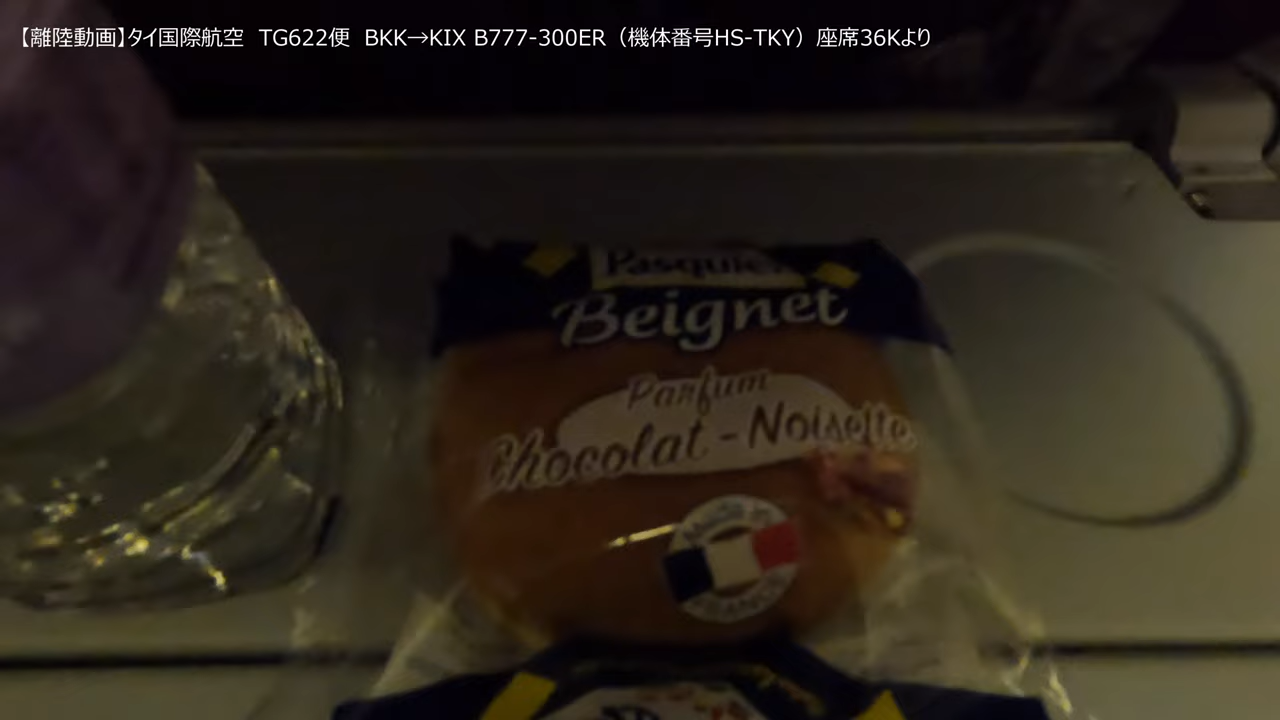 【離陸動画】タイ国際航空 TG622便 BKK→KIX B777-300ER（機体番号HS-TKY）座席36Kより
Pasquier
Beignet
Parfum
Chocolat - Noisette
FRANCE